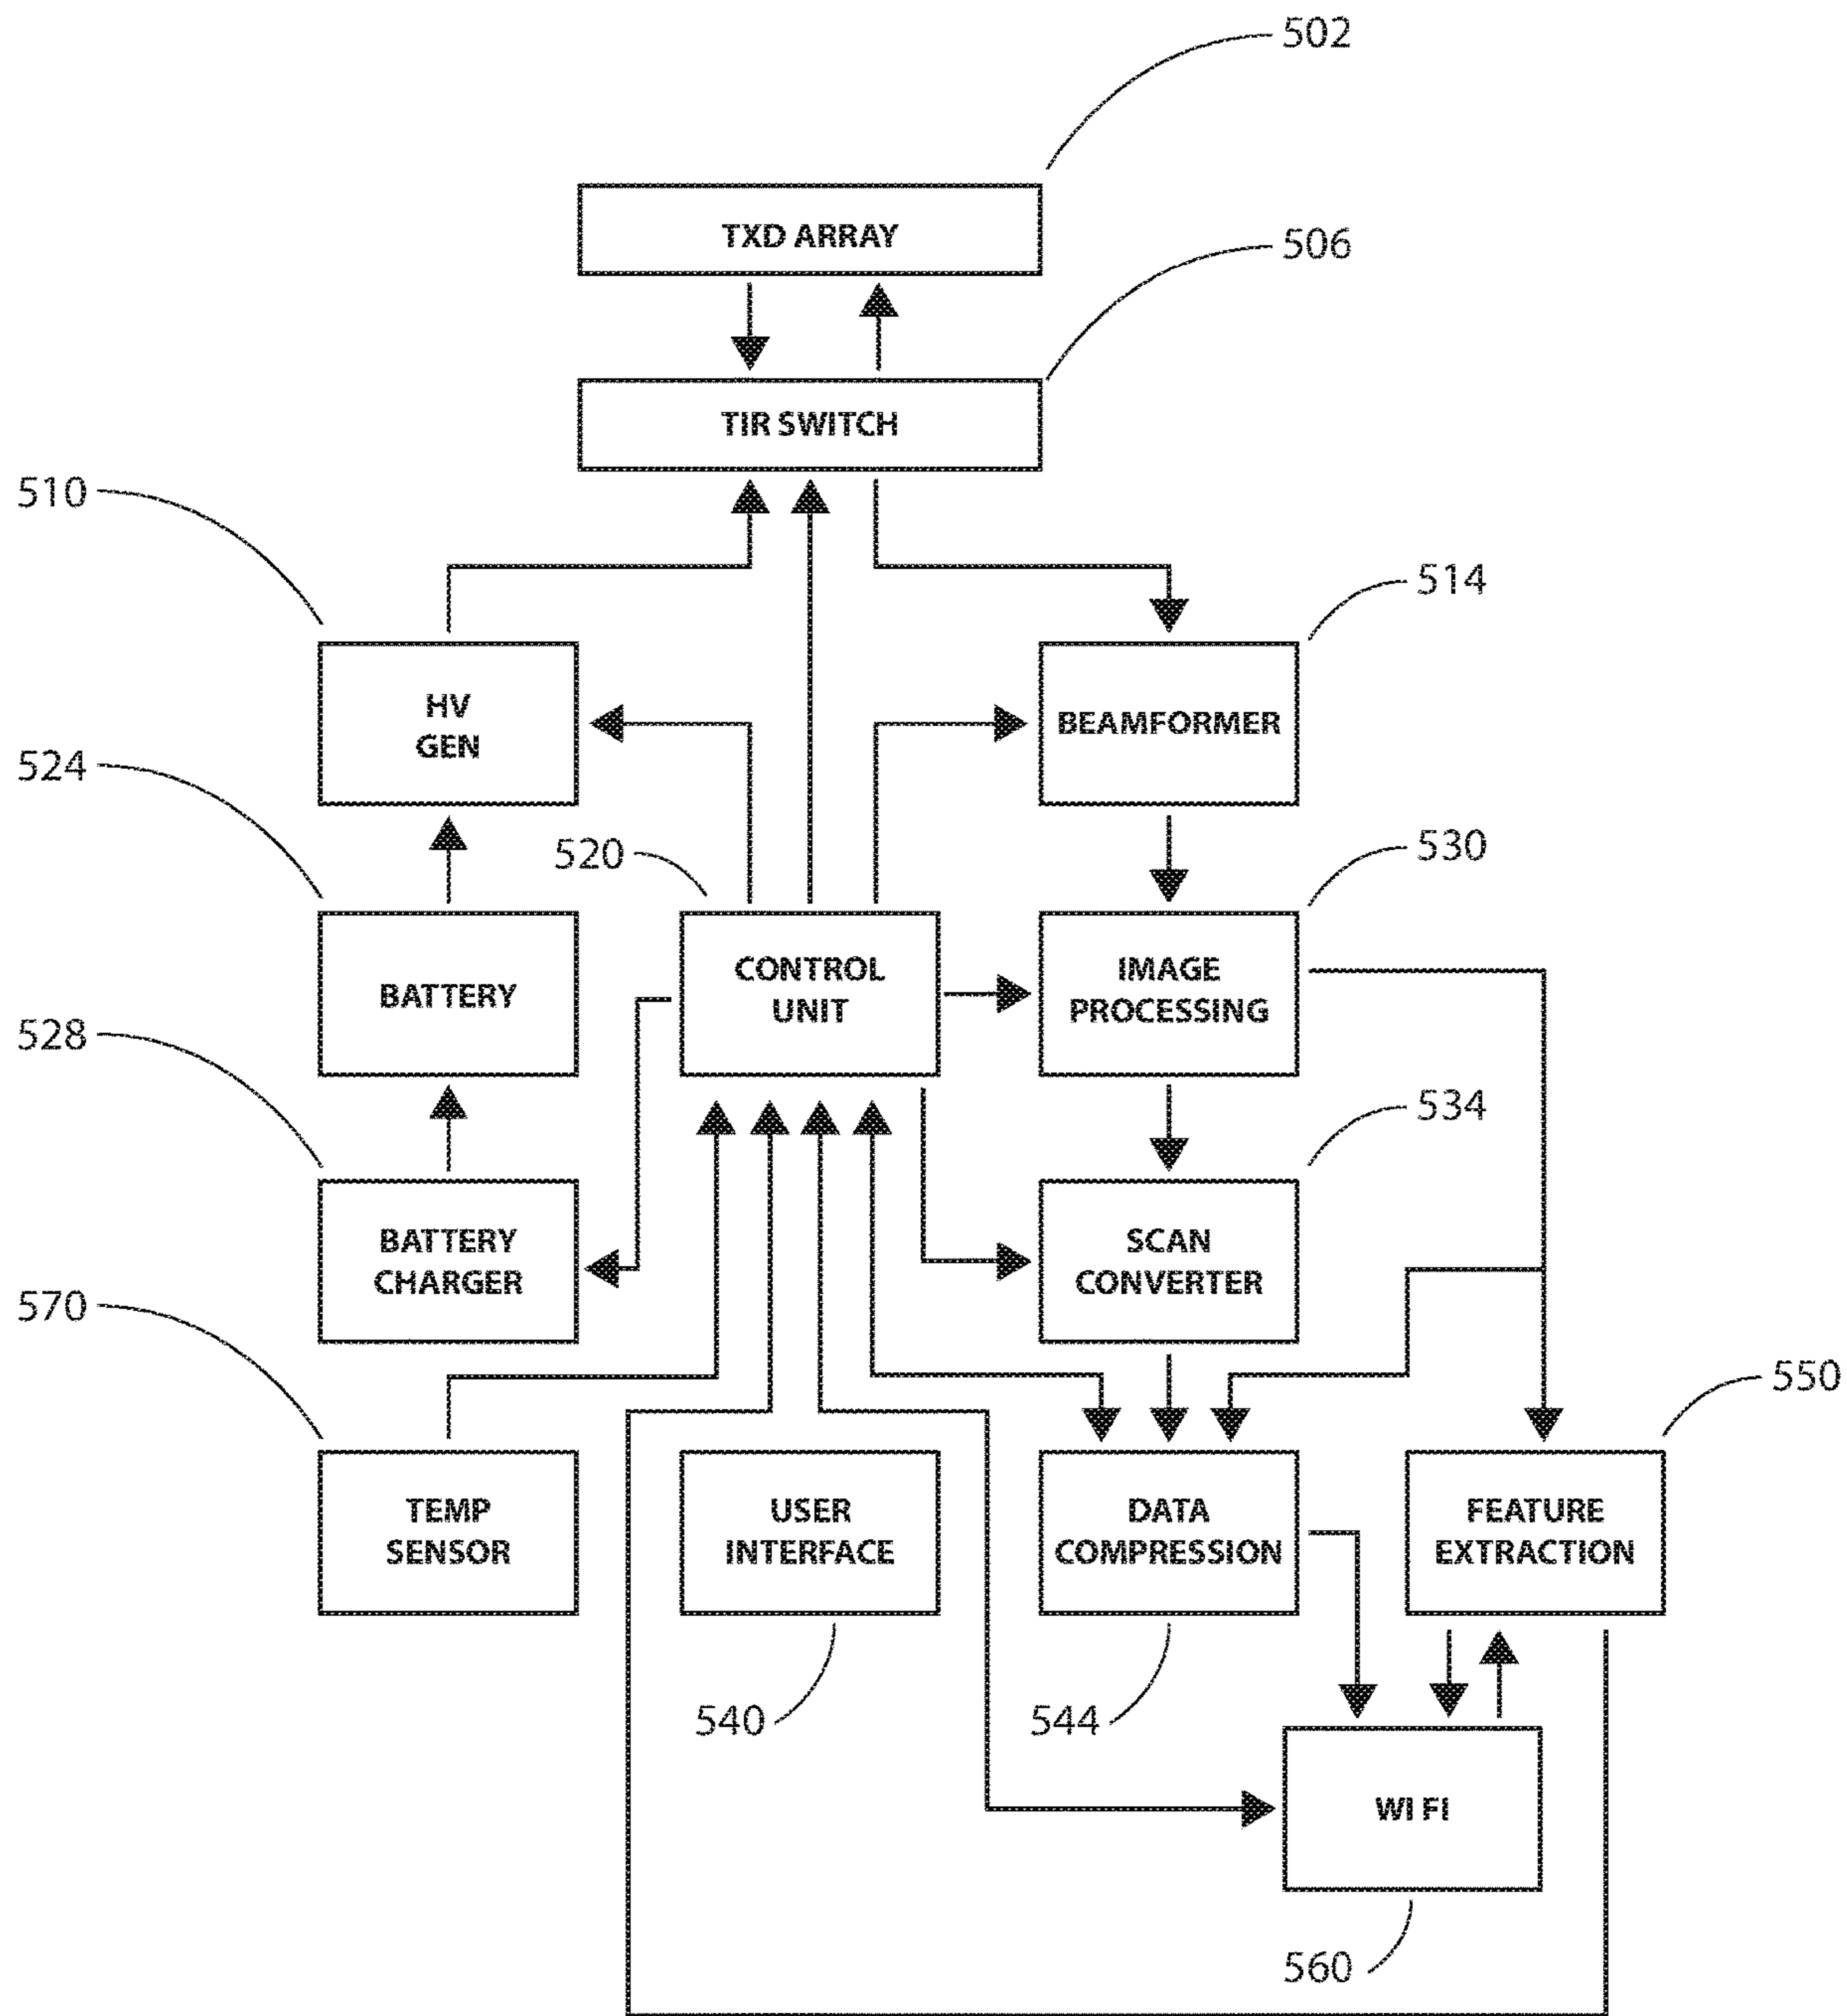 502
TXD ARRAY
506
TIR SWITCH
510
514
HV
GEN
BEAMFORMER
524
520
530
BATTERY
CONTROL
UNIT
IMAGE
PROCESSING
528
534
BATTERY
CHARGER
SCAN
CONVERTER
570
550
TEMP
SENSOR
USER
INTERFACE
DATA
COMPRESSION
FEATURE
EXTRACTION
540
544
WI FI
560